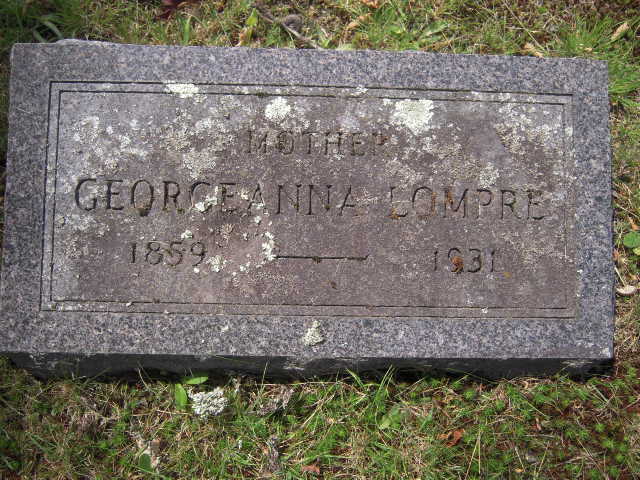 MOTHER
GEORGEANNA LOMPRE
1859 — 1931